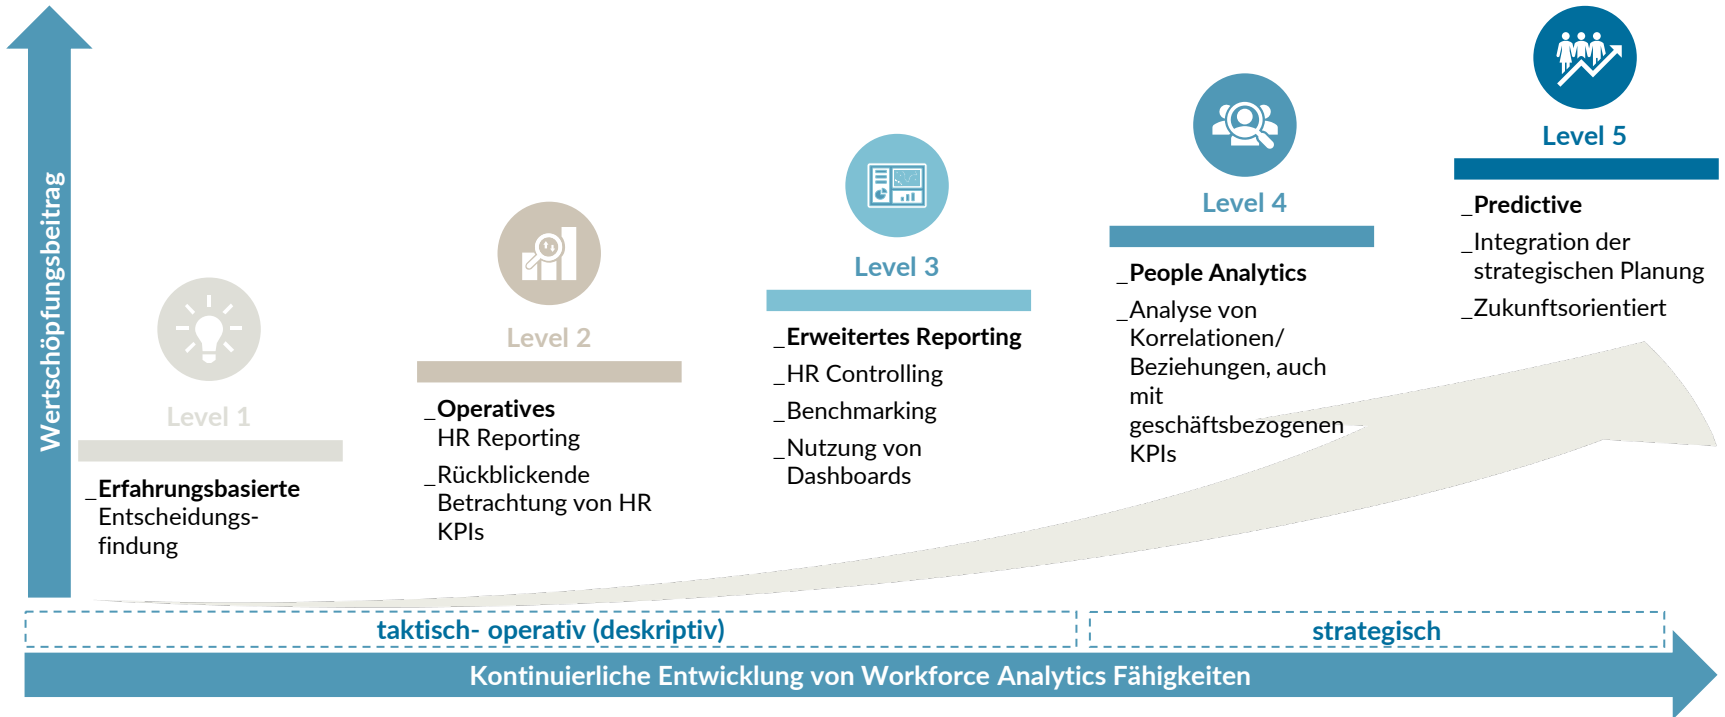 Wertschöpfungsbeitrag
Level 1
_Erfahrungsbasierte
Entscheidungs-
findung
Level 2
_Operatives
HR Reporting
_Rückblickende
Betrachtung von HR
KPIs
Level 3
_Erweitertes Reporting
_HR Controlling
_Benchmarking
_Nutzung von
Dashboards
Level 4
_People Analytics
_Analyse von
Korrelationen/
Beziehungen, auch
mit
geschäftsbezogenen
KPIs
Level 5
_Predictive
_Integration der
strategischen Planung
_Zukunftsorientiert
taktisch- operativ (deskriptiv)
strategisch
Kontinuierliche Entwicklung von Workforce Analytics Fähigkeiten